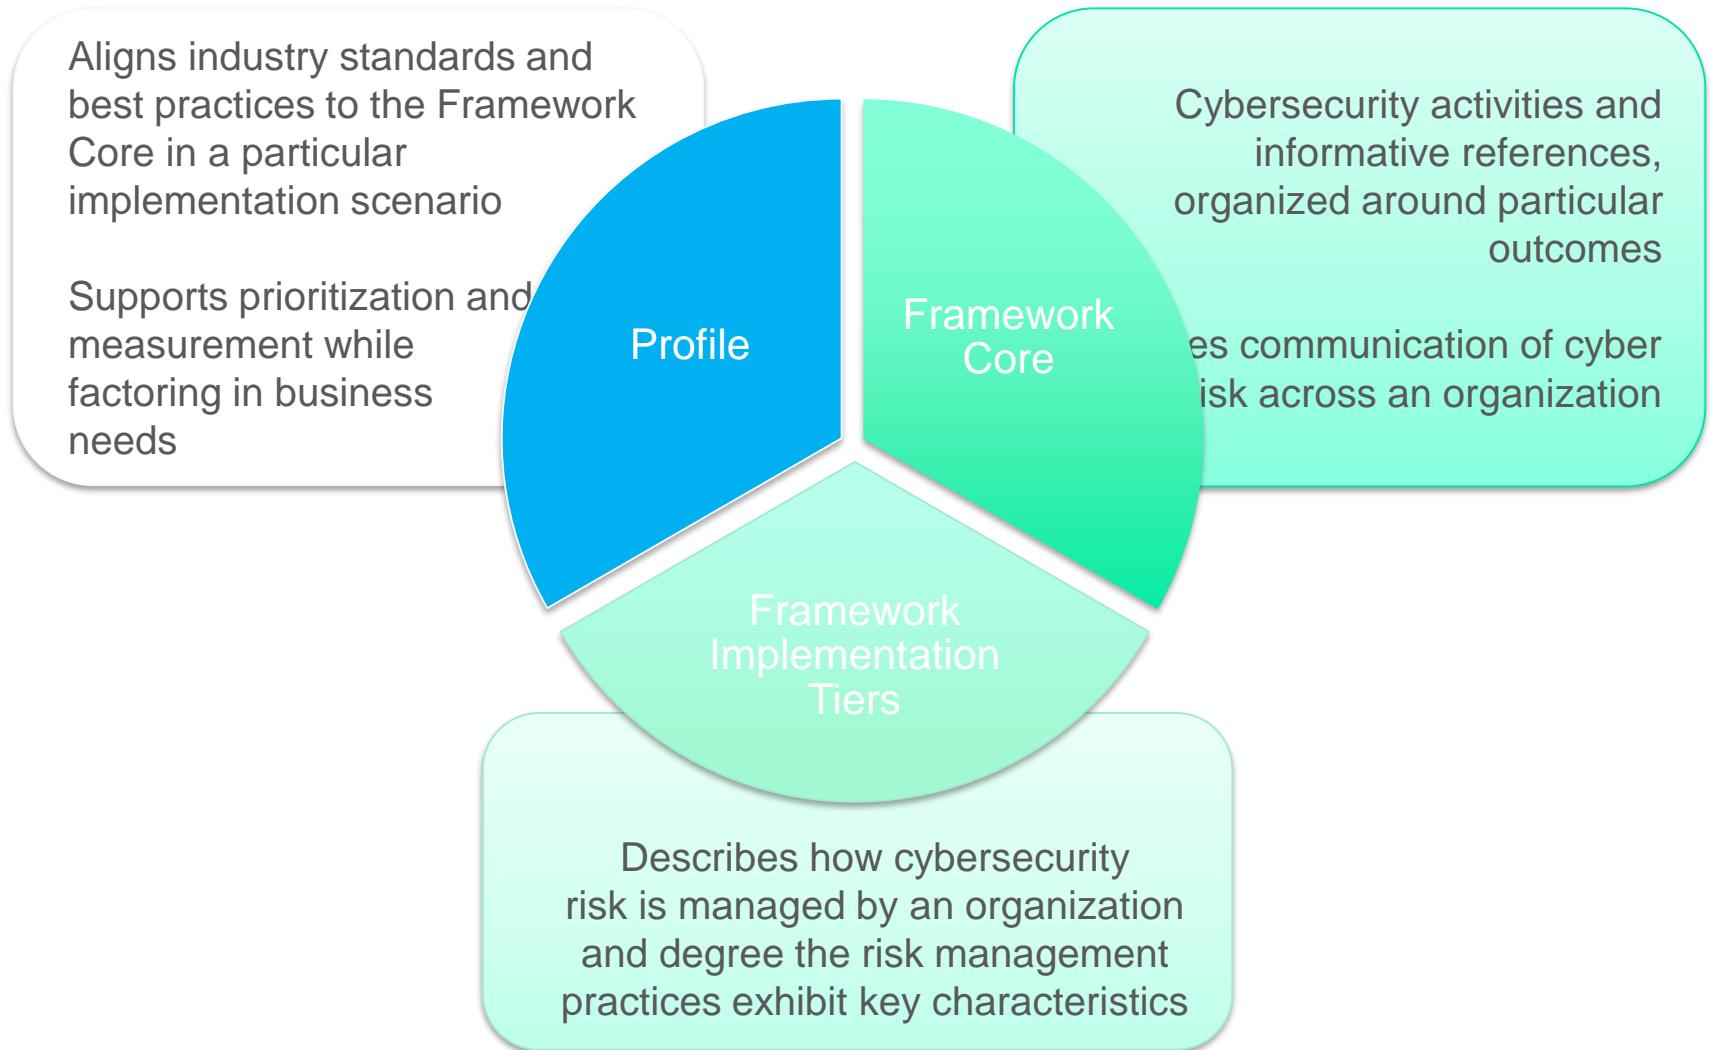 Aligns industry standards and
best practices to the Framework
Core in a particular
implementation scenario
Supports prioritization and
measurement while
factoring in business
needs
Cybersecurity activities and
informative references,
organized around particular
outcomes
communication of cyber
across an organization
Profile
Framework
Core
Framework
Implementation
Tiers
Describes how cybersecurity
risk is managed by an organization
and degree the risk management
practices exhibit key characteristics